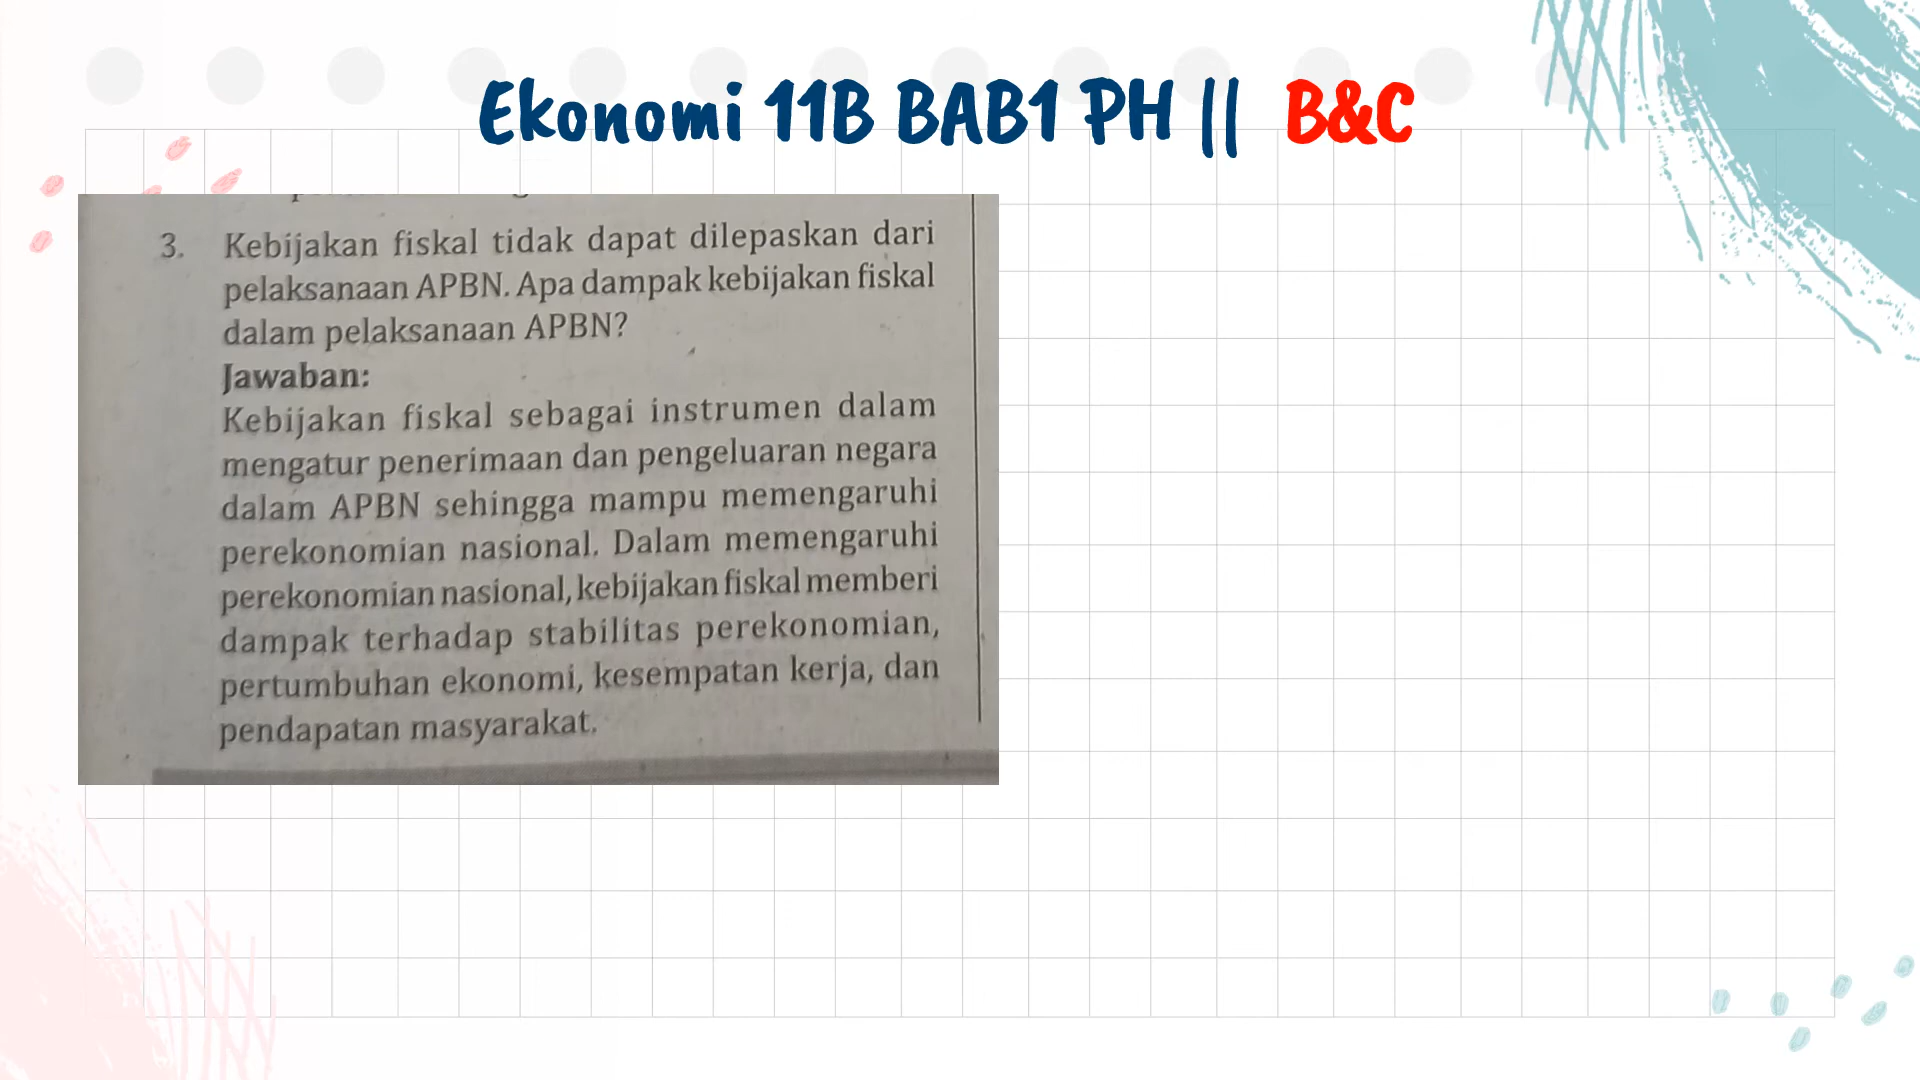 Ekonomi 11B BAB1 PH || B&C
3. Kebijakan fiskal tidak dapat dilepaskan dari
pelaksanaan APBN. Apa dampak kebijakan fiskal
dalam pelaksanaan APBN?
Jawaban:
Kebijakan fiskal sebagai instrumen dalam
mengatur penerimaan dan pengeluaran negara
dalam APBN sehingga mampu memengaruhi
perekonomian nasional. Dalam memengaruhi
perekonomian nasional, kebijakan fiskal memberi
dampak terhadap stabilitas perekonomian,
pertumbuhan ekonomi, kesempatan kerja, dan
pendapatan masyarakat.